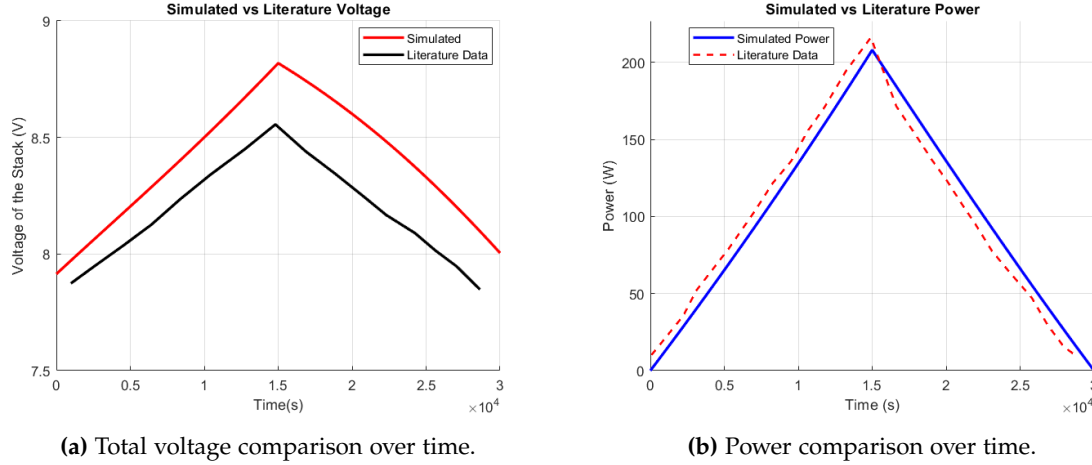 Simulated vs Literature Voltage
9
8.5
8
7.5
Voltage of the Stack (V)
Simulated
Literature Data
0
0.5
1
1.5
2
2.5
3
Time(s)
×10⁴
(a) Total voltage comparison over time.
Simulated vs Literature Power
200
150
100
50
0
Power (W)
Simulated Power
Literature Data
0
0.5
1
1.5
2
2.5
3
Time (s)
×10⁴
(b) Power comparison over time.